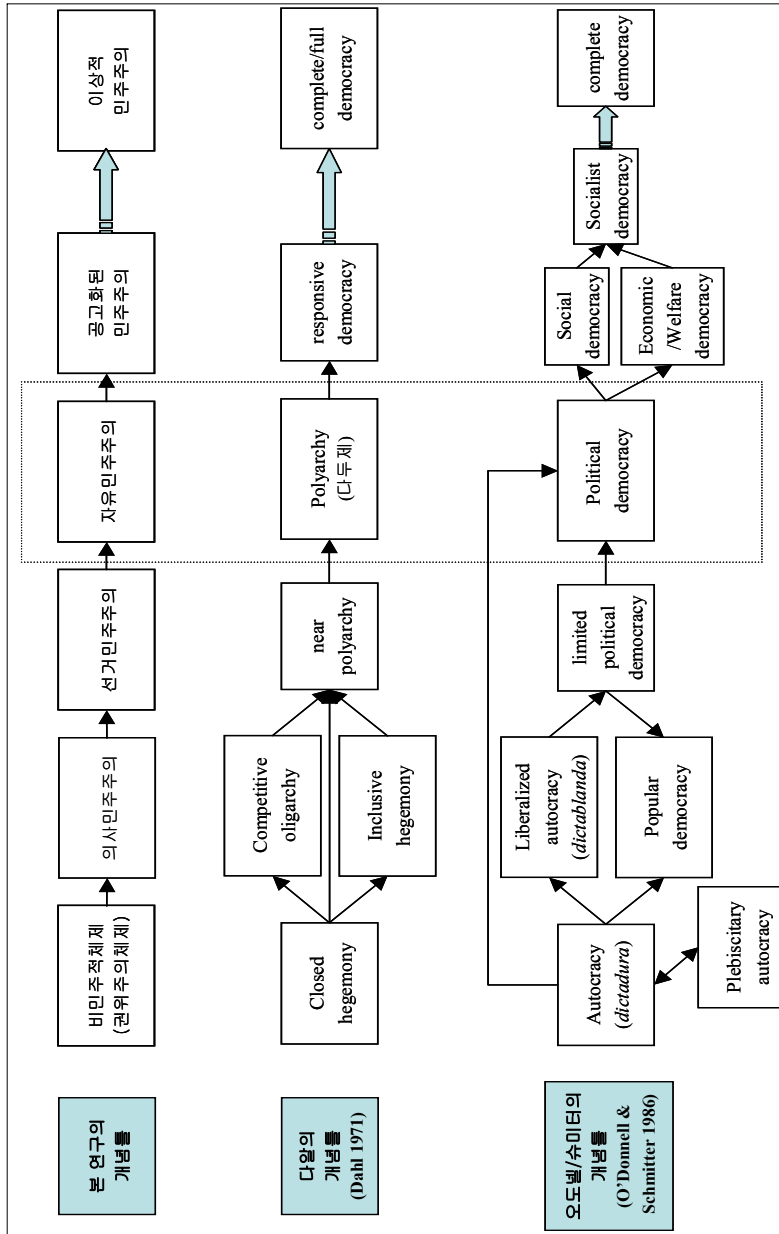 본 연구의
개념틀
비민주적체제
(권위주의체제)
의사민주주의
선거민주주의
자유민주주의
공고화된
민주주의
이상적
민주주의
다알의
개념틀
(Dahl 1971)
Closed
hegemony
Competitive
oligarchy
Inclusive
hegemony
near
polyarchy
Polyarchy
(다두제)
responsive
democracy
complete/full
democracy
오도넬/슈미터의
개념틀
(O’Donnell &
Schmitter 1986)
Autocracy
(dictadura)
Plebiscitary
autocracy
Liberalized
autocracy
(dictablanda)
Popular
democracy
limited
political
democracy
Political
democracy
Social
democracy
Economic
/Welfare
democracy
Socialist
democracy
complete
democracy